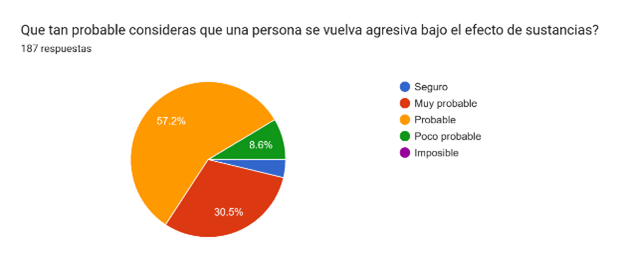 Que tan probable consideras que una persona se vuelva agresiva bajo el efecto de sustancias?
187 respuestas
57.2%
8.6%
30.5%
Seguro
Muy probable
Probable
Poco probable
Imposible